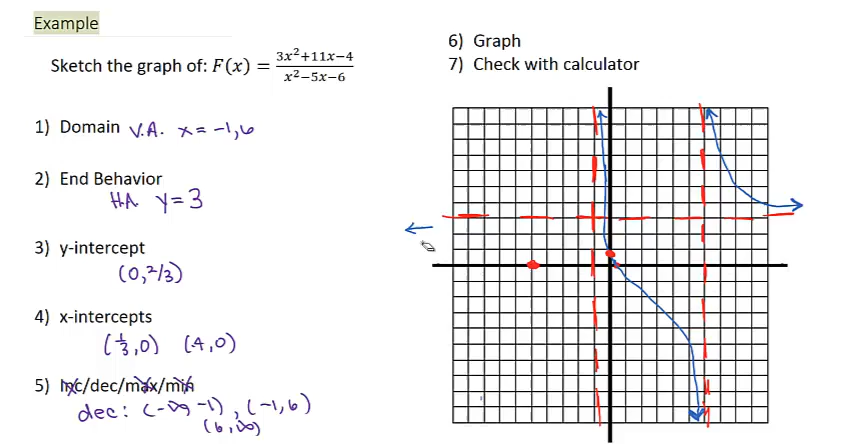 Example
Sketch the graph of: F(x) = (3x²+11x−4)/(x²−5x−6)
1) Domain V.A. x = -1, 6
2) End Behavior
H.A. y = 3
3) y-intercept
(0, 2/3)
4) x-intercepts
(1/3, 0) (-4, 0)
5) Inc/dec/max/min
dec: (-∞, -1), (-1, 6)
(6, ∞)
6) Graph
7) Check with calculator